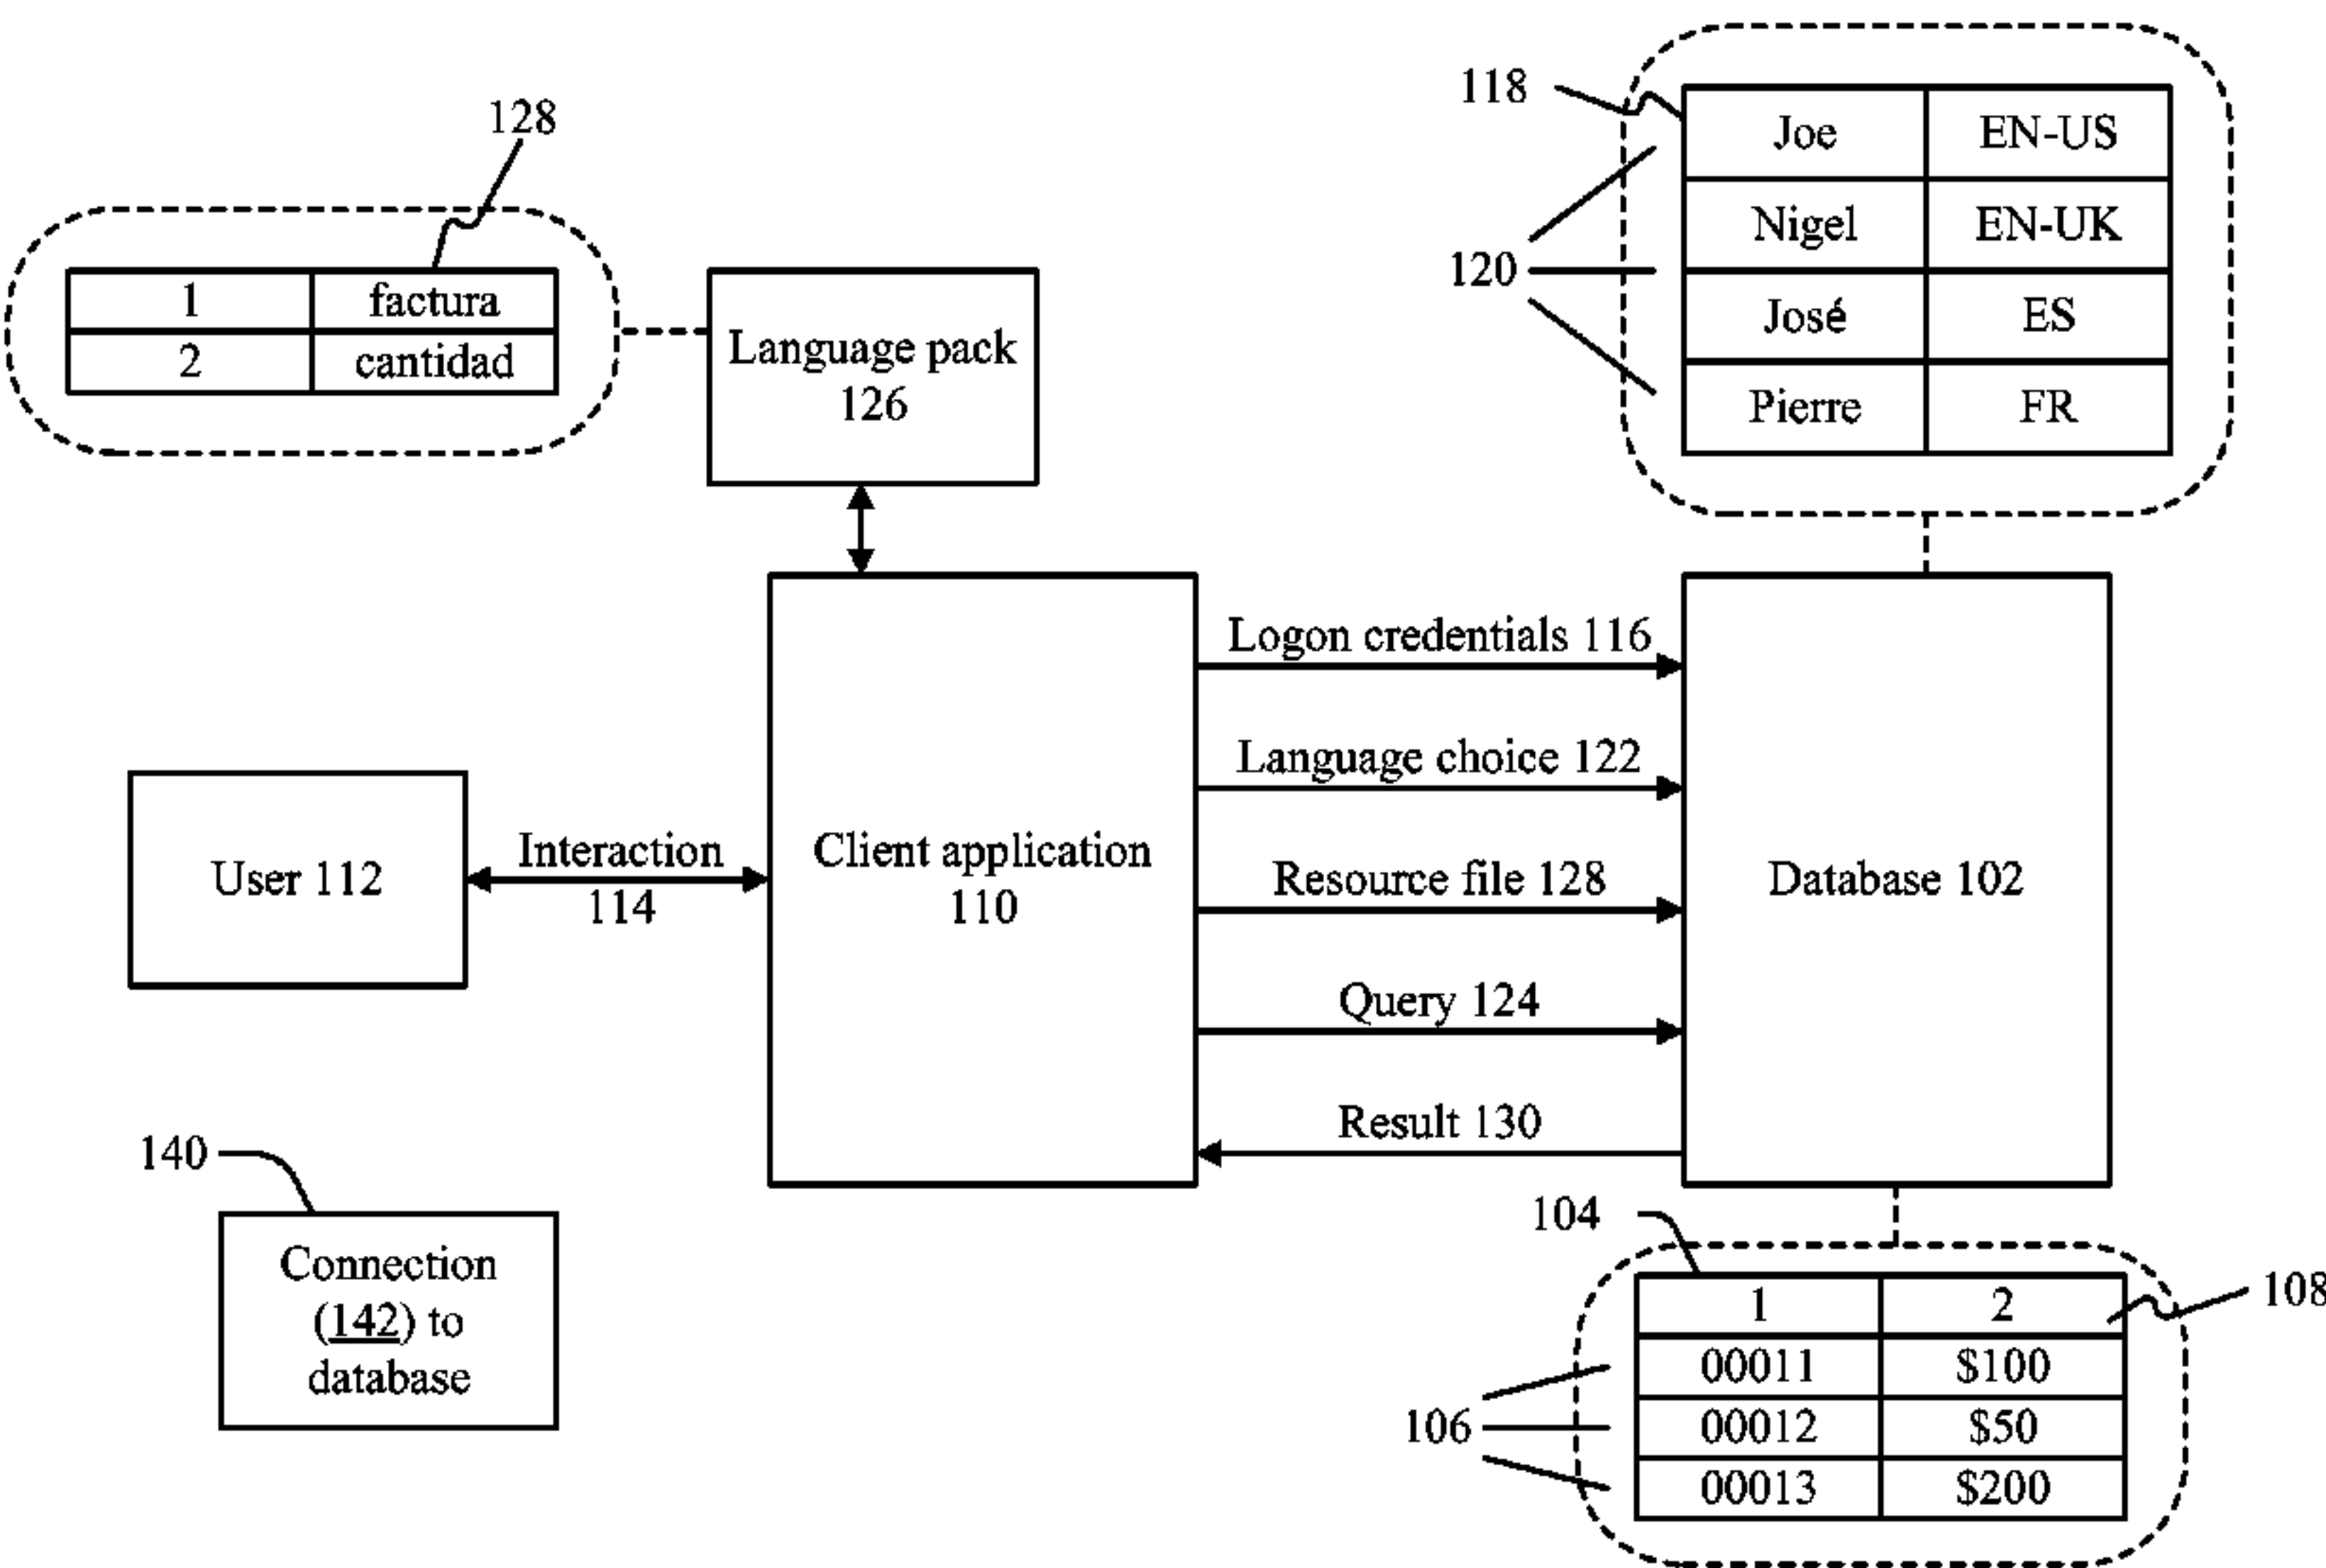 128
1 factura
2 cantidad
Language pack
126
118
Joe EN-US
Nigel EN-UK
120
José ES
Pierre FR
User 112
Interaction
114
Client application
110
Logon credentials 116
Language choice 122
Resource file 128
Query 124
Result 130
Database 102
140
Connection
(142) to
database
104
1 2
108
00011 $100
106
00012 $50
00013 $200